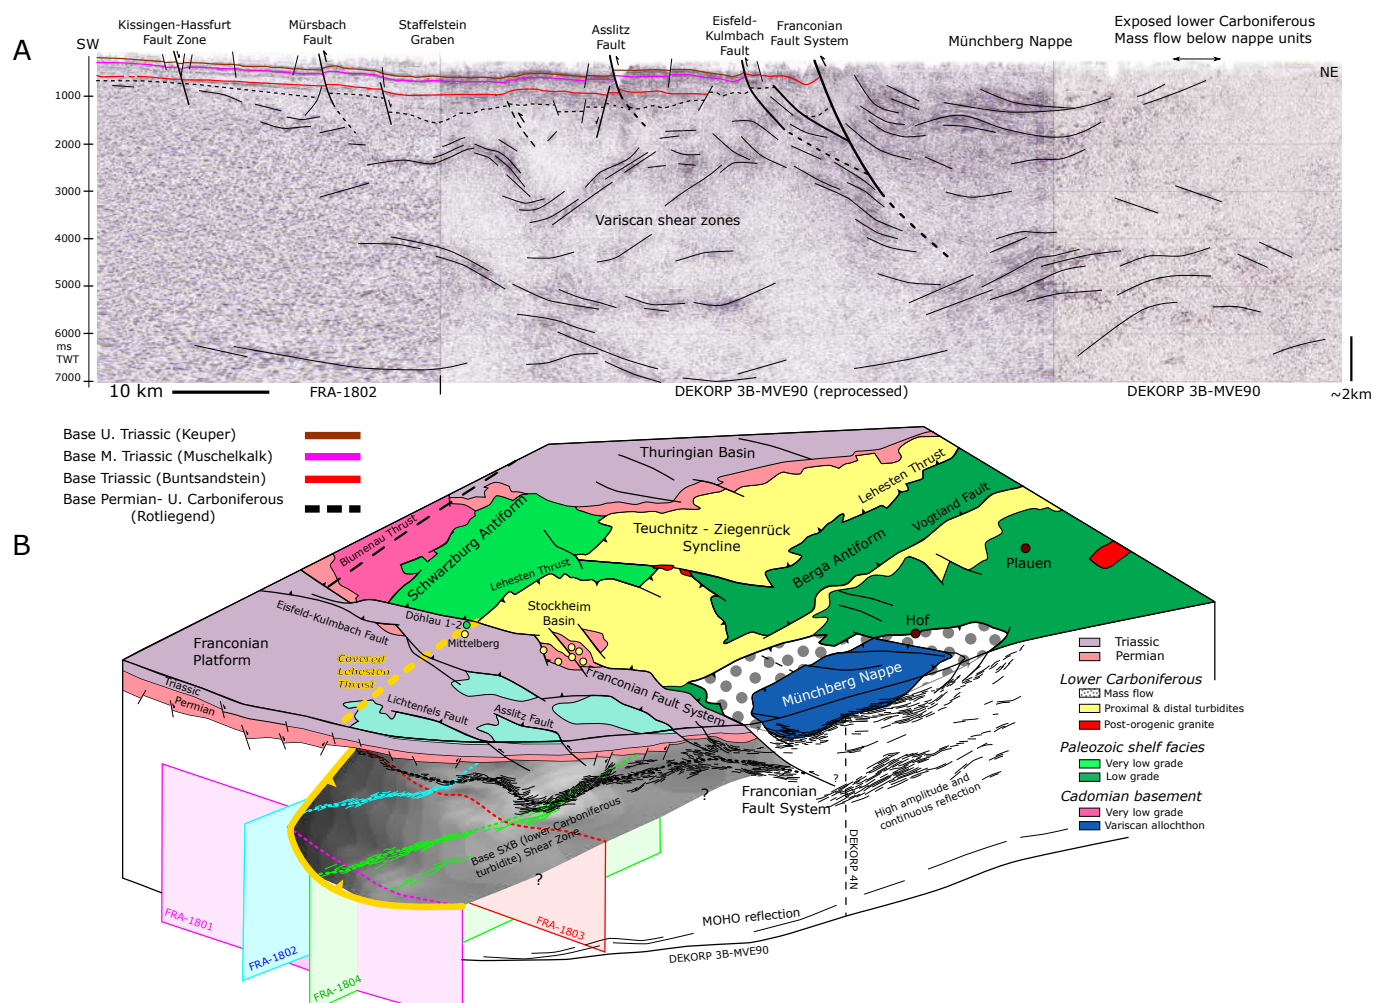 A
SW
Kissingen-Hassfurt
Fault Zone
Mürsbach
Fault
Staffelstein
Graben
Asslitz
Fault
Eisfeld-
Kulmbach
Fault
Franconian
Fault System
Münchberg Nappe
Exposed lower Carboniferous
Mass flow below nappe units
NE
1000
2000
3000
4000
5000
6000
ms
TWT
7000
Variscan shear zones
10 km
FRA-1802
DEKORP 3B-MVE90 (reprocessed)
DEKORP 3B-MVE90
~2km
Base U. Triassic (Keuper)
Base M. Triassic (Muschelkalk)
Base Triassic (Buntsandstein)
Base Permian- U. Carboniferous
(Rotliegend)
B
Thuringian Basin
Lehesten Thrust
Blumenau Thrust
Schwarzburg Antiform
Teuchnitz - Ziegenrück
Syncline
Vogtland Fault
Berga Antiform
Lehesten Thrust
Plauen
Eisfeld-Kulmbach Fault
Döhlau 1-2
Mittelberg
Stockheim
Basin
Hof
Franconian
Platform
Covered
Lehesten
Thrust
Franconian Fault System
Münchberg Nappe
Triassic
Permian
Lichtenfels Fault
Asslitz Fault
Triassic
Permian
Lower Carboniferous
Mass flow
Proximal & distal turbidites
Post-orogenic granite
Paleozoic shelf facies
Very low grade
Low grade
Cadomian basement
Very low grade
Variscan allochthon
?
?
?
Franconian
Fault System
High amplitude and
continuous reflection
Base SXB (lower Carboniferous
turbidite) Shear Zone
DEKORP 4N
FRA-1801
FRA-1802
FRA-1803
FRA-1804
MOHO reflection
DEKORP 3B-MVE90